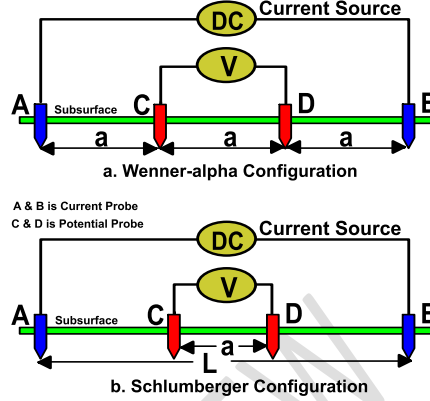 DC Current Source
V
A Subsurface C D B
a a a
a. Wenner-alpha Configuration
A & B is Current Probe
C & D is Potential Probe
DC Current Source
V
A Subsurface C D B
a
L
b. Schlumberger Configuration